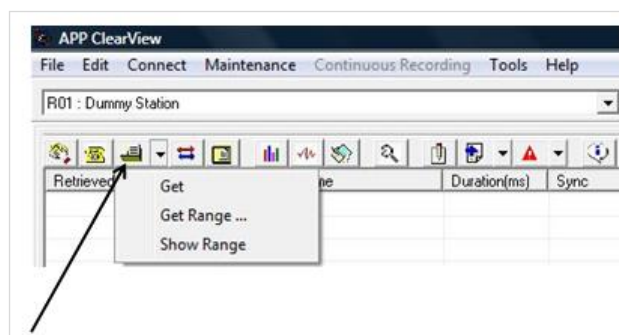 APP ClearView
File Edit Connect Maintenance Continuous Recording Tools Help
R01 : Dummy Station
Retrieved Duration(ms) Sync
Get
Get Range ...
Show Range